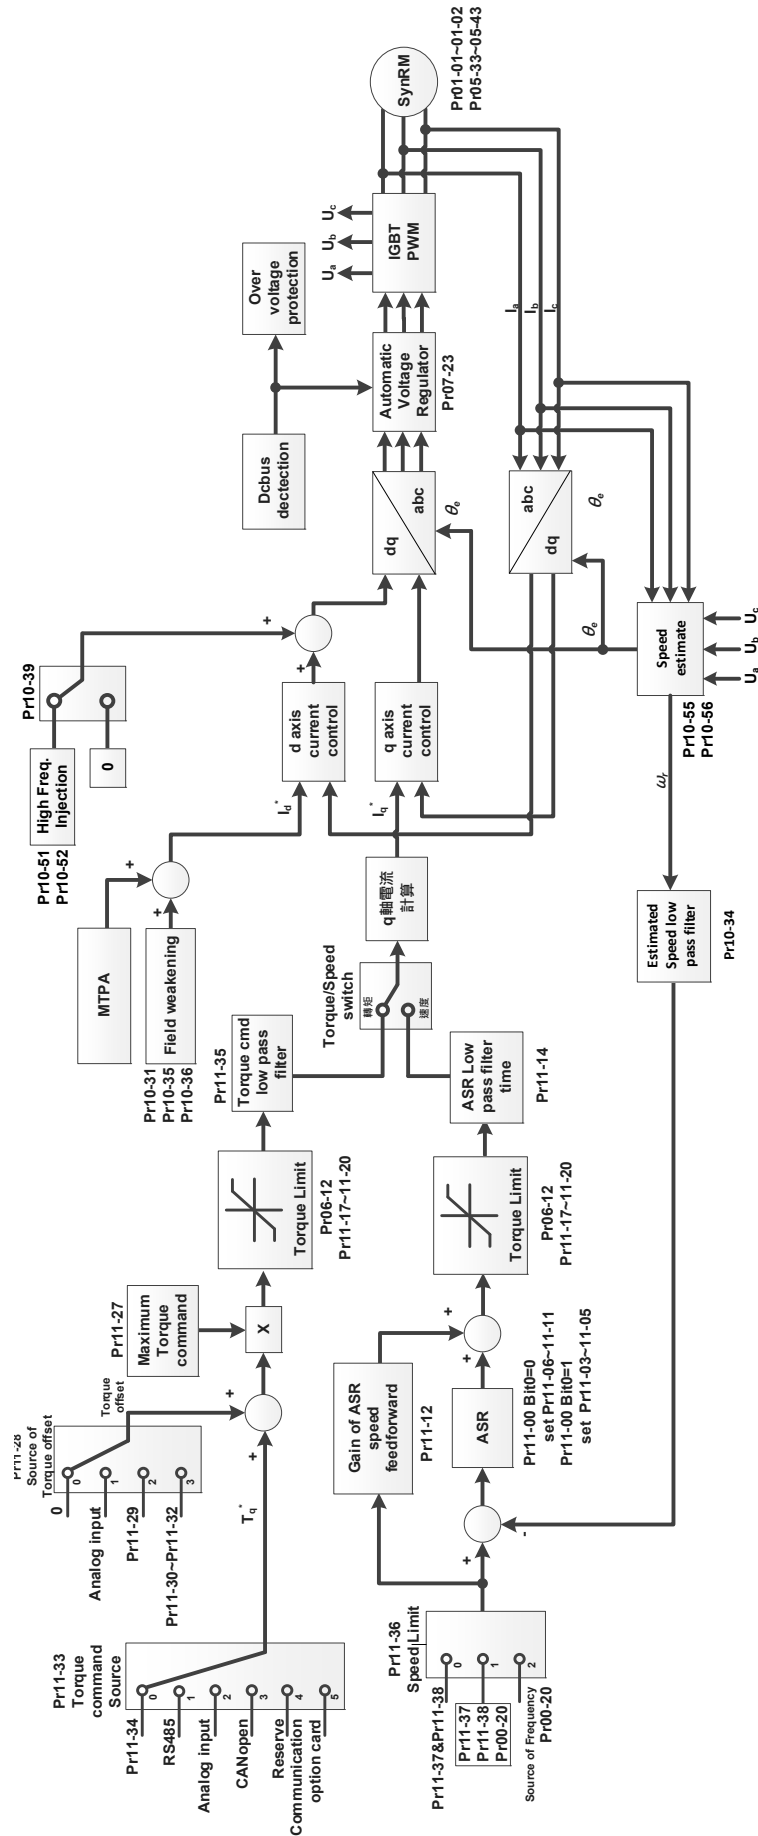 Pr11-33
Torque
command
Source
Pr11-34
RS485
Analog input
CANopen
Reserve
Communication
option card
0
1
2
3
4
5
Tq*
+
Pr11-28
Source of
Torque offset
0
Analog input
Pr11-29
Pr11-30~Pr11-32
0
1
2
3
Torque
offset
+
Pr11-27
Maximum
Torque
command
X
Torque Limit
Pr06-12
Pr11-17~11-20
Pr11-35
Torque cmd
low pass
filter
Pr11-36
Speed Limit
Pr11-37&Pr11-38
Pr11-37
Pr11-38
Pr00-20
Source of Frequency
Pr00-20
0
1
2
+
-
Gain of ASR
speed
feedforward
Pr11-12
ASR
Pr11-00 Bit0=0
set Pr11-06~11-11
Pr11-00 Bit0=1
set Pr11-03~11-05
+
+
Torque Limit
Pr06-12
Pr11-17~11-20
ASR Low
pass filter
time
Pr11-14
Torque/Speed
switch
轉矩
速度
q軸電流
計算
MTPA
Field weakening
Pr10-31
Pr10-35
Pr10-36
+
+
Id*
Iq*
High Freq.
Injection
Pr10-51
Pr10-52
0
Pr10-39
+
+
d axis
current
control
q axis
current
control
dq
abc
θe
Dcbus
dectection
Over
voltage
protection
Automatic
Voltage
Regulator
Pr07-23
IGBT
PWM
Ua
Ub
Uc
SynRM
Pr01-01~01-02
Pr05-33~05-43
Ia
Ib
Ic
abc
dq
θe
θe
Speed
estimate
Pr10-55
Pr10-56
Ua
Ub
Uc
ωr
Estimated
Speed low
pass filter
Pr10-34